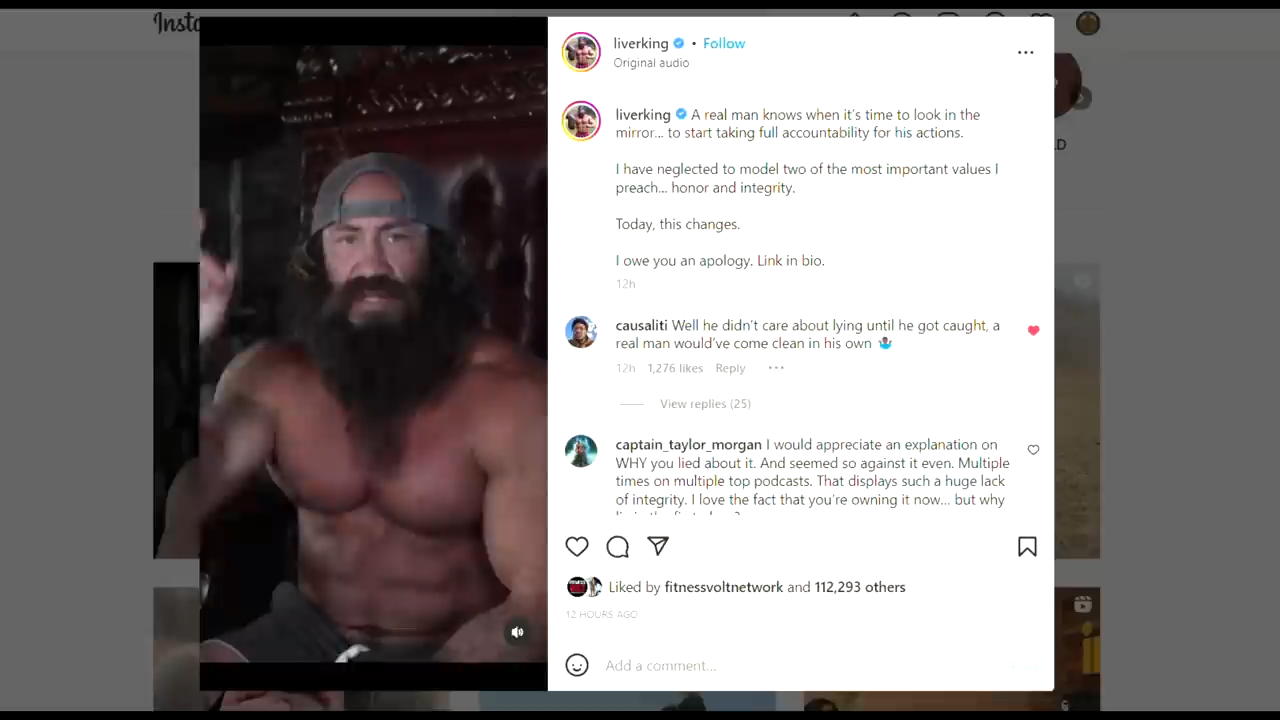 Insta
liverking • Follow
Original audio
liverking A real man knows when it's time to look in the
mirror... to start taking full accountability for his actions.
I have neglected to model two of the most important values I
preach... honor and integrity.
Today, this changes.
I owe you an apology. Link in bio.
12h
causaliti Well he didn't care about lying until he got caught, a
real man would've come clean in his own 🤷
12h 1,276 likes Reply
View replies (25)
captain_taylor_morgan I would appreciate an explanation on
WHY you lied about it. And seemed so against it even. Multiple
times on multiple top podcasts. That displays such a huge lack
of integrity. I love the fact that you're owning it now... but why
Liked by fitnessvoltnetwork and 112,293 others
12 HOURS AGO
Add a comment...